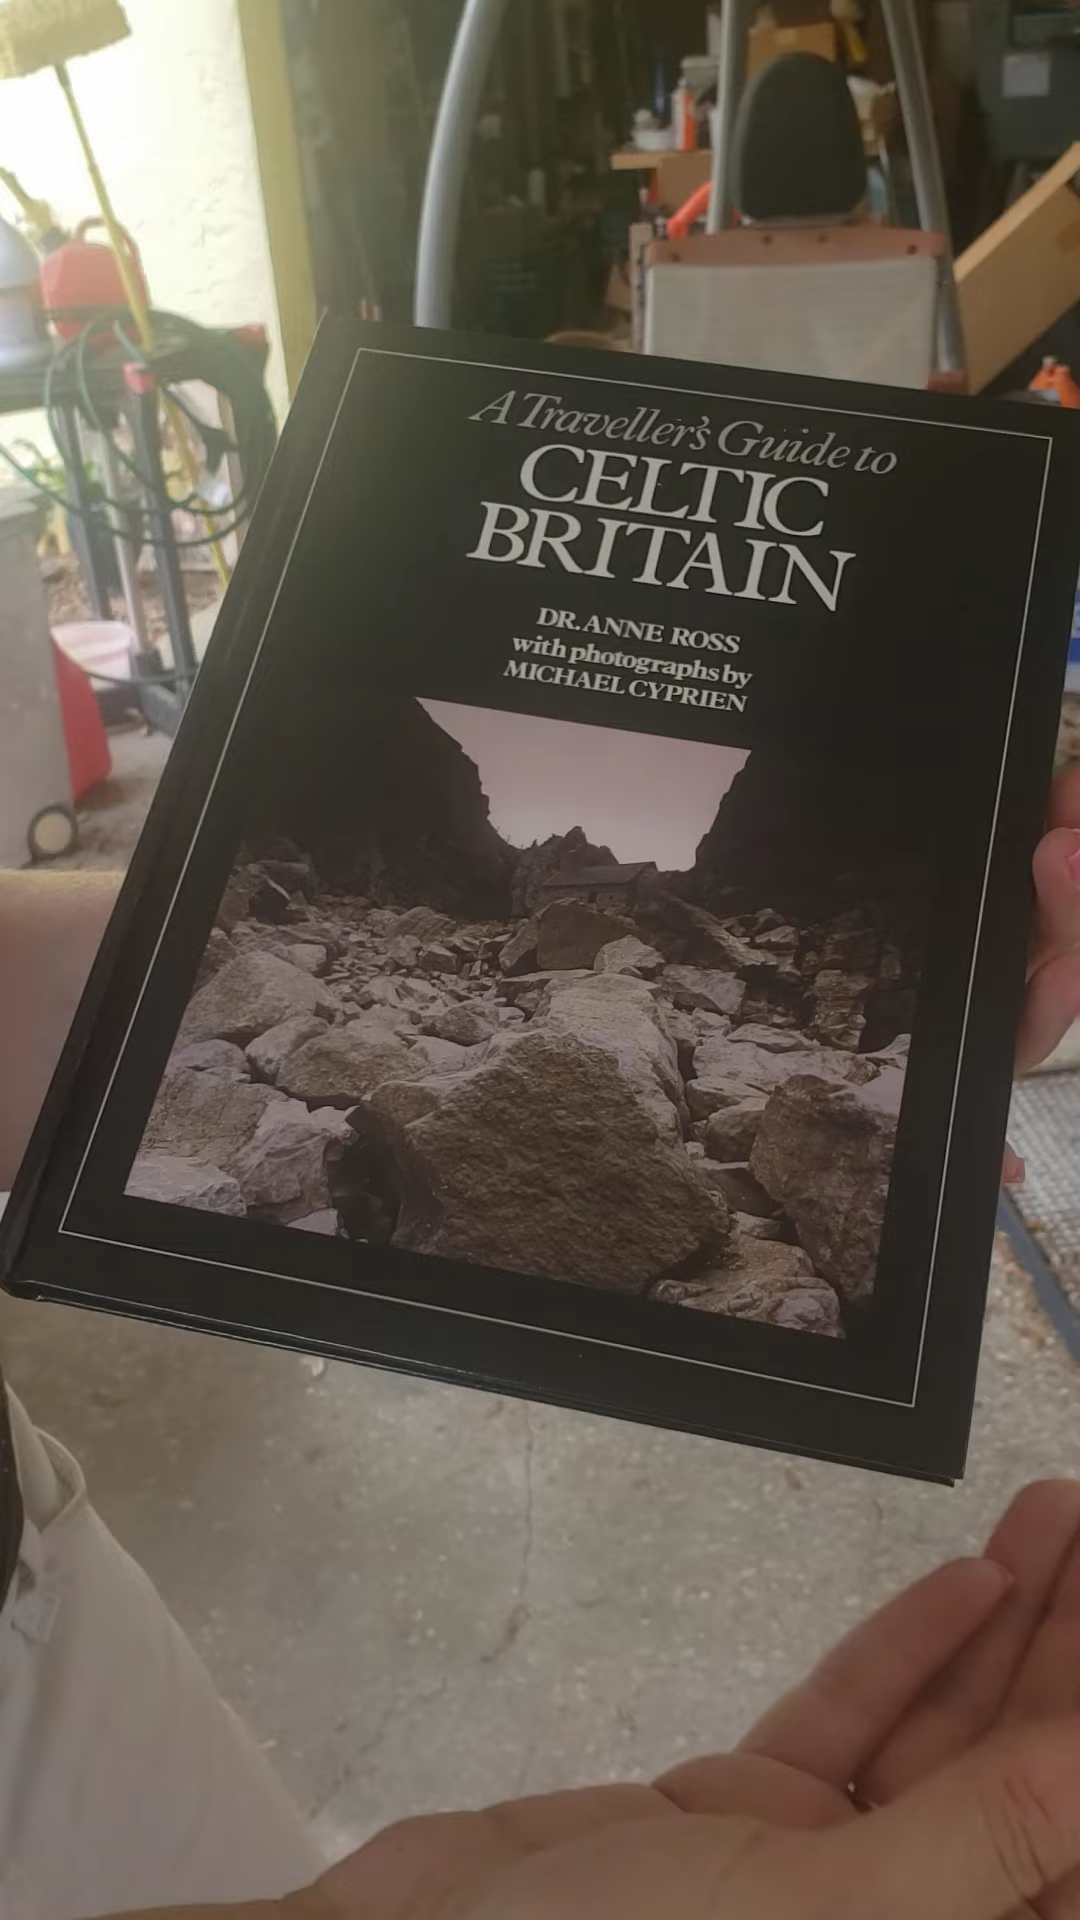 A Traveller's Guide to
CELTIC
BRITAIN
DR. ANNE ROSS
with photographs by
MICHAEL CYPRIEN